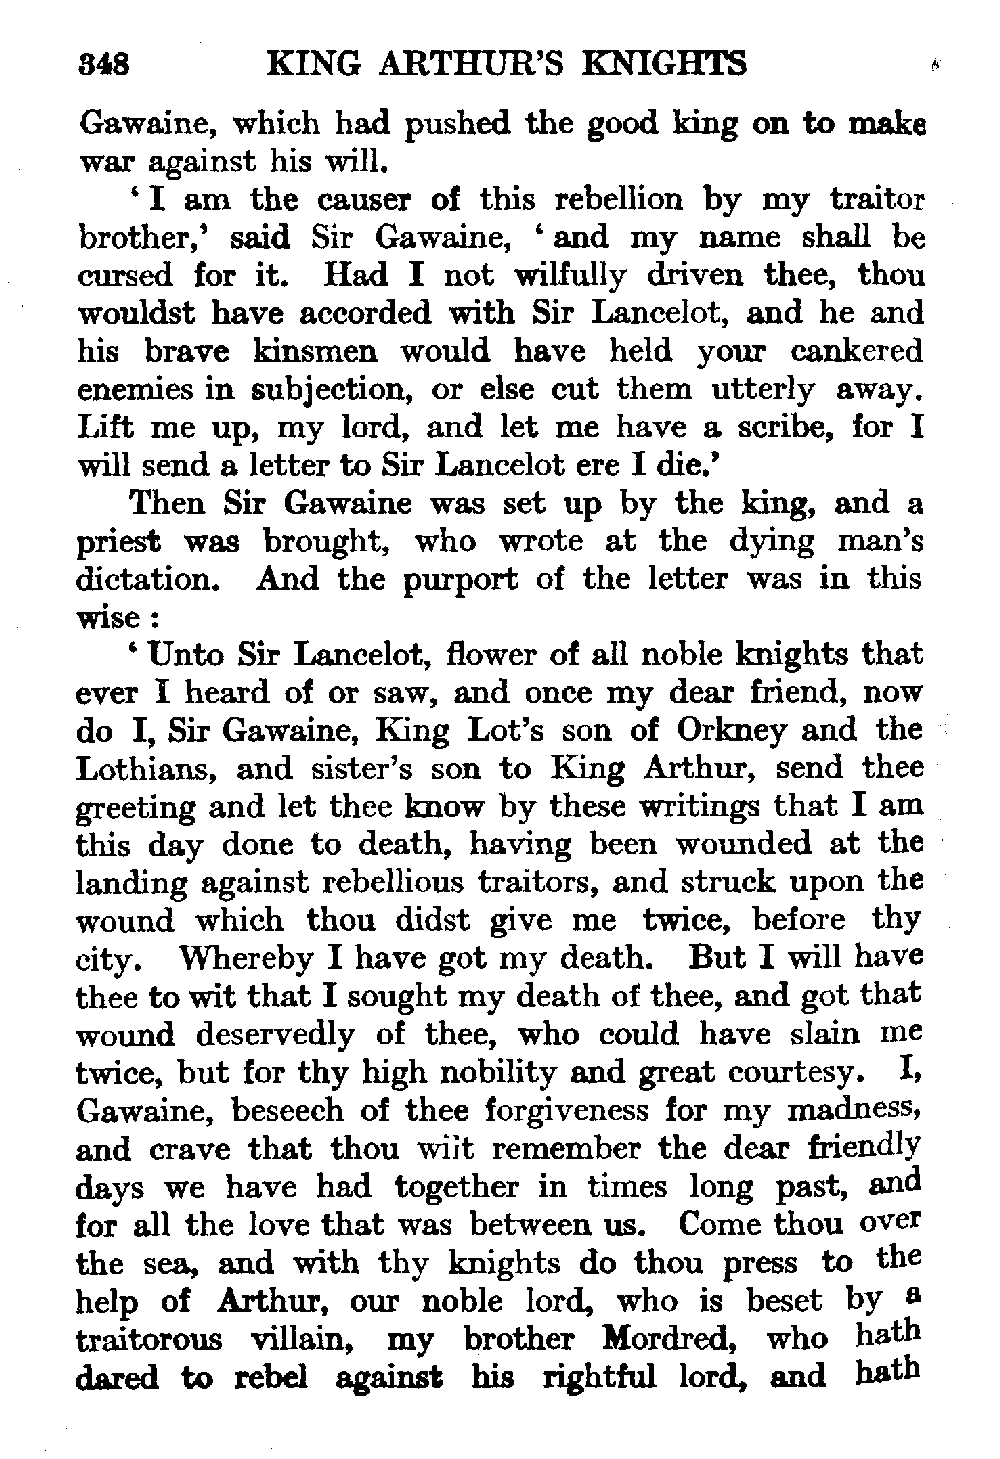 348 KING ARTHUR'S KNIGHTS
Gawaine, which had pushed the good king on to make
war against his will.
‘ I am the causer of this rebellion by my traitor
brother,’ said Sir Gawaine, ‘ and my name shall be
cursed for it. Had I not wilfully driven thee, thou
wouldst have accorded with Sir Lancelot, and he and
his brave kinsmen would have held your cankered
enemies in subjection, or else cut them utterly away.
Lift me up, my lord, and let me have a scribe, for I
will send a letter to Sir Lancelot ere I die.’
Then Sir Gawaine was set up by the king, and a
priest was brought, who wrote at the dying man's
dictation. And the purport of the letter was in this
wise :
‘ Unto Sir Lancelot, flower of all noble knights that
ever I heard of or saw, and once my dear friend, now
do I, Sir Gawaine, King Lot's son of Orkney and the
Lothians, and sister's son to King Arthur, send thee
greeting and let thee know by these writings that I am
this day done to death, having been wounded at the
landing against rebellious traitors, and struck upon the
wound which thou didst give me twice, before thy
city. Whereby I have got my death. But I will have
thee to wit that I sought my death of thee, and got that
wound deservedly of thee, who could have slain me
twice, but for thy high nobility and great courtesy. I,
Gawaine, beseech of thee forgiveness for my madness,
and crave that thou wilt remember the dear friendly
days we have had together in times long past, and
for all the love that was between us. Come thou over
the sea, and with thy knights do thou press to the
help of Arthur, our noble lord, who is beset by a
traitorous villain, my brother Mordred, who hath
dared to rebel against his rightful lord, and hath